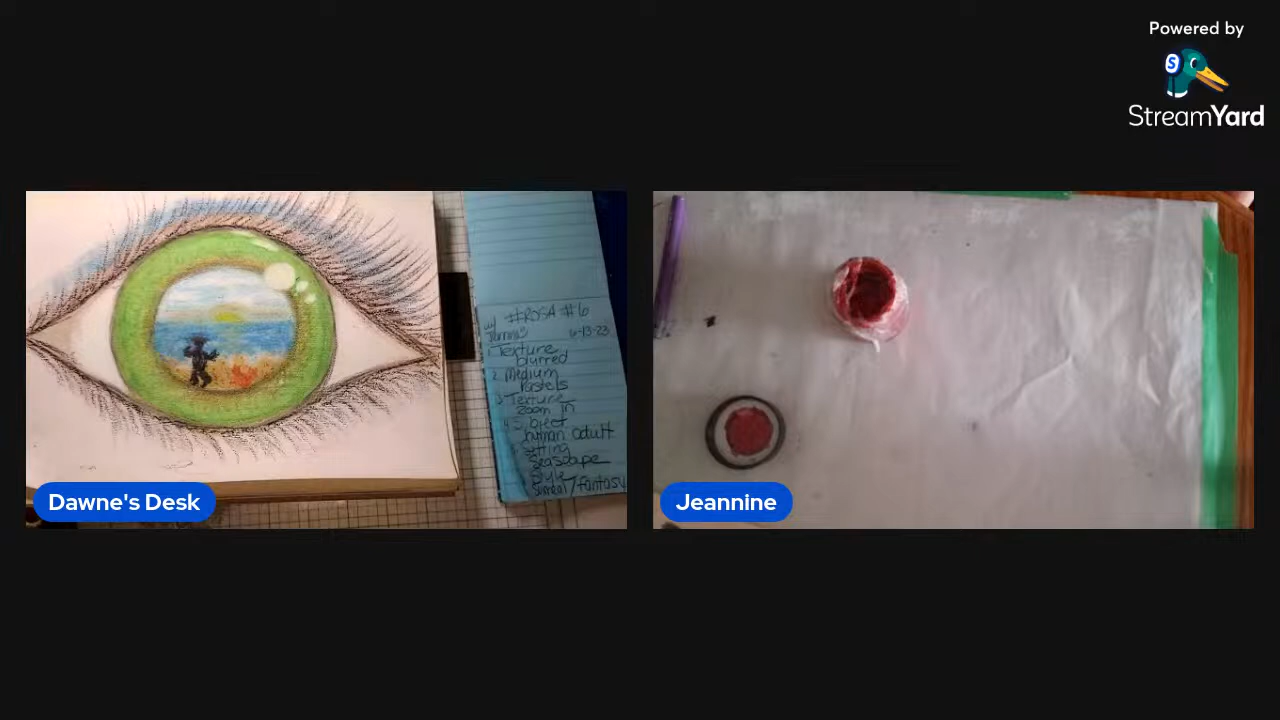 Powered by
S
StreamYard
#ROSA #6
w/
6-13-23
1 Texture
blurred
2 Medium
Pastels
3 Texture
Zoom in
human adult
Setting
Seascape
Style
Surreal/fantasy
Dawne's Desk
Jeannine